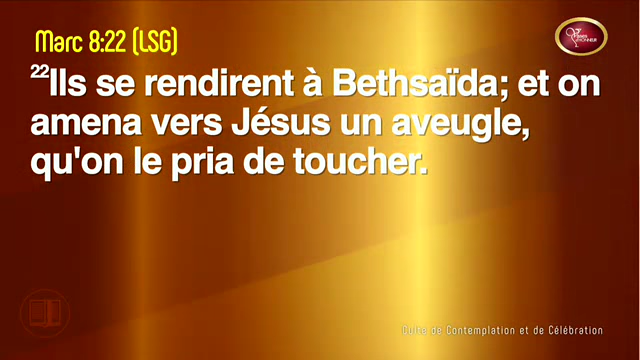 Marc 8:22 (LSG)
22Ils se rendirent à Bethsaïda; et on
amena vers Jésus un aveugle,
qu'on le pria de toucher.
Culte de Contemplation et de Célébration